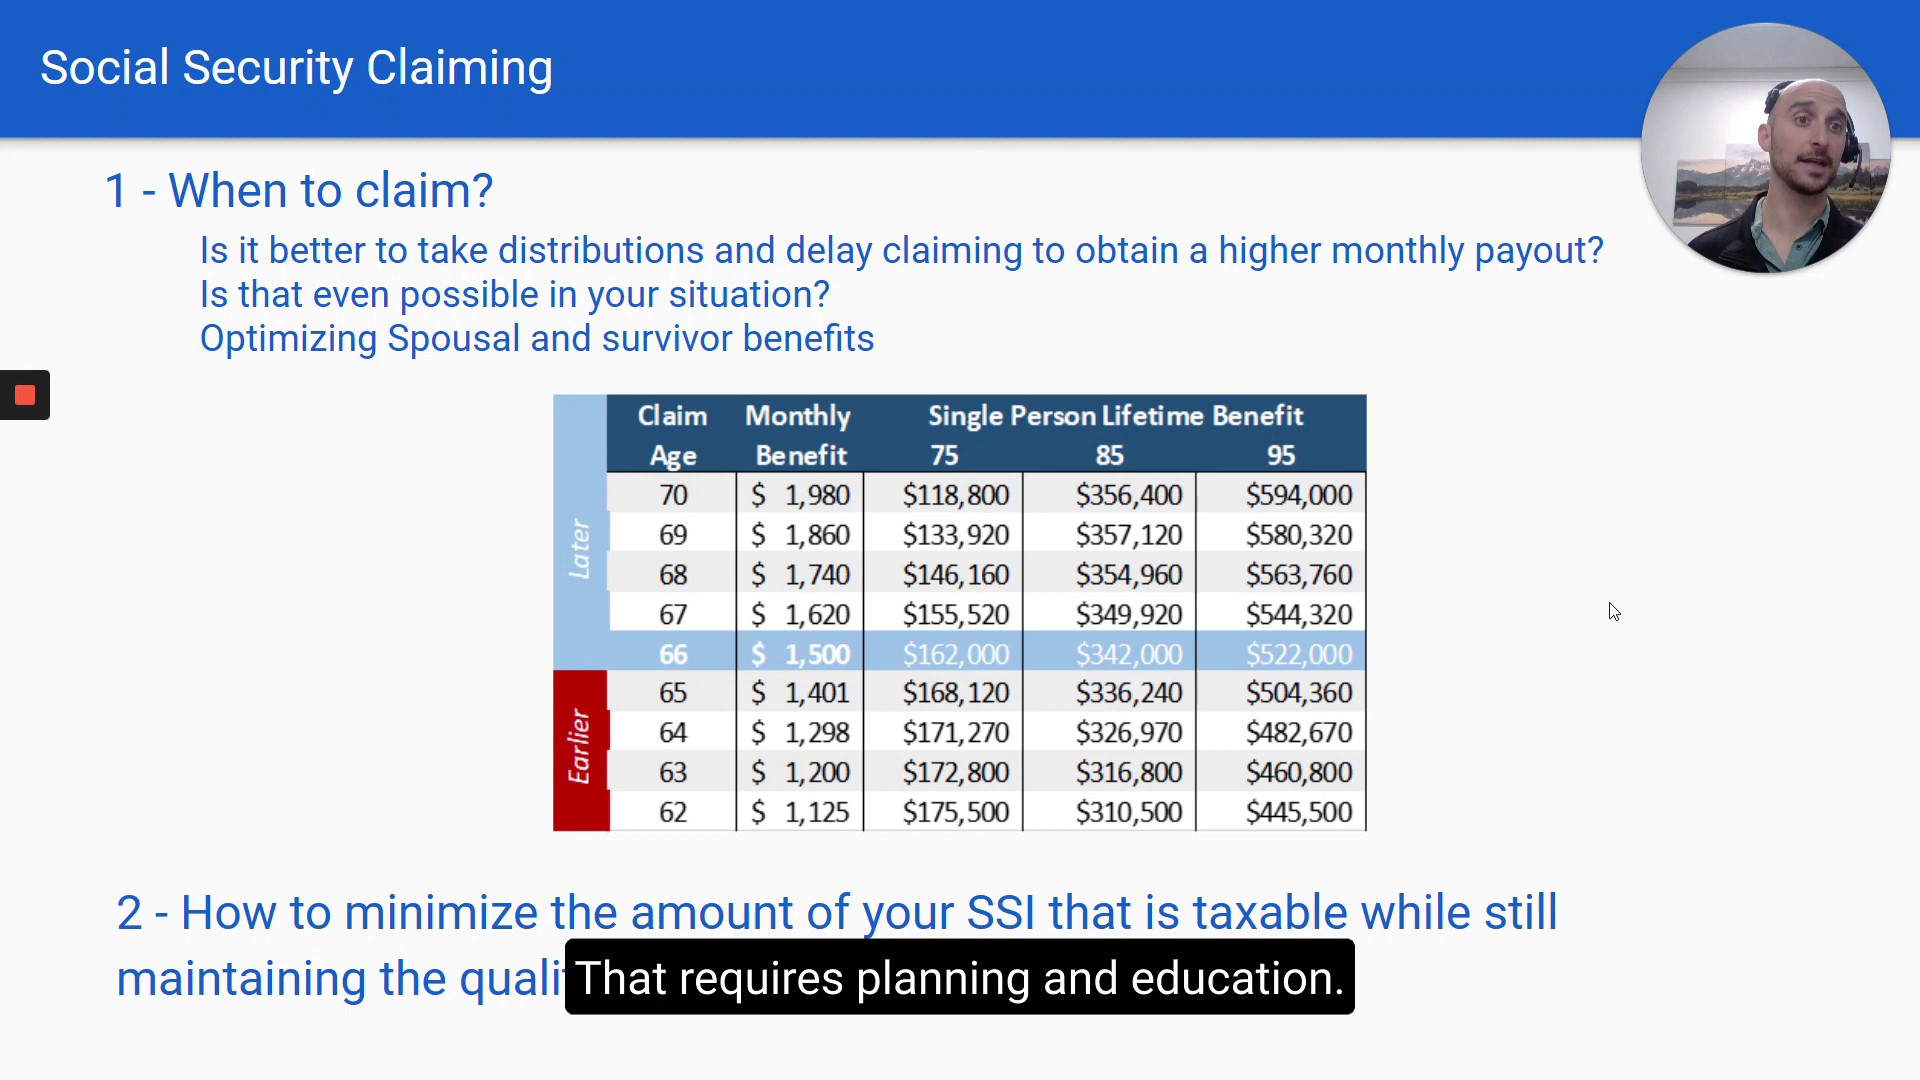 Social Security Claiming
1 - When to claim?
Is it better to take distributions and delay claiming to obtain a higher monthly payout?
Is that even possible in your situation?
Optimizing Spousal and survivor benefits
Claim Monthly Single Person Lifetime Benefit
Age Benefit 75 85 95
Later
70 $ 1,980 $118,800 $356,400 $594,000
69 $ 1,860 $133,920 $357,120 $580,320
68 $ 1,740 $146,160 $354,960 $563,760
67 $ 1,620 $155,520 $349,920 $544,320
66 $ 1,500 $162,000 $342,000 $522,000
Earlier
65 $ 1,401 $168,120 $336,240 $504,360
64 $ 1,298 $171,270 $326,970 $482,670
63 $ 1,200 $172,800 $316,800 $460,800
62 $ 1,125 $175,500 $310,500 $445,500
2 - How to minimize the amount of your SSI that is taxable while still
maintaining the
That requires planning and education.